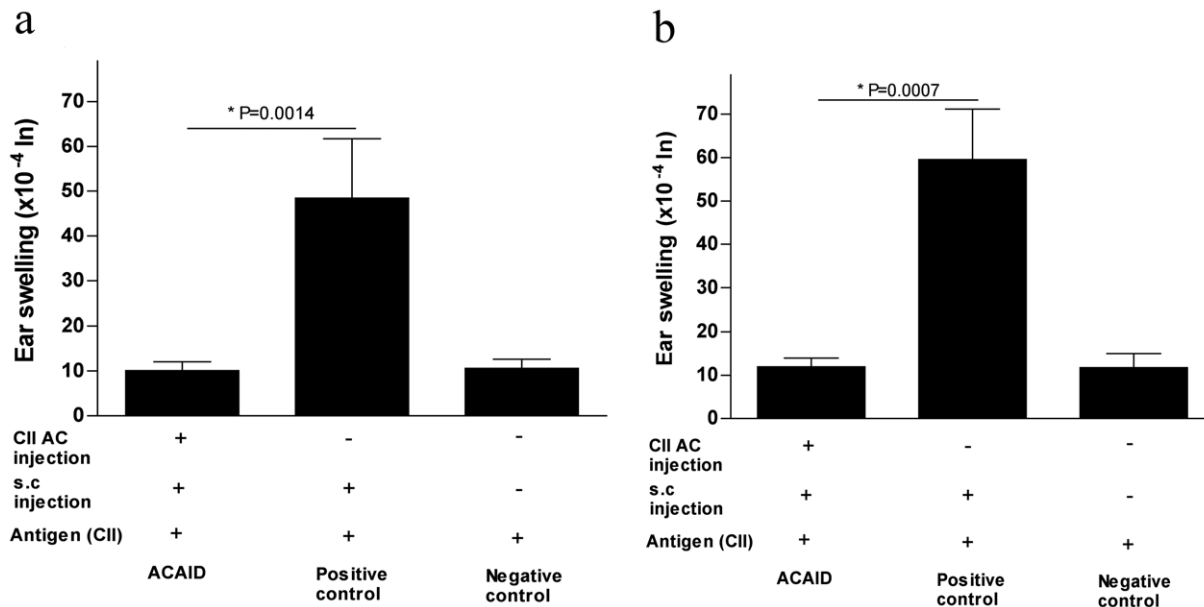 a
* P=0.0014
Ear swelling (x10⁻⁴ In)
70
60
50
40
30
20
10
0
CII AC injection
+ - -
s.c injection
+ + -
Antigen (CII)
+ + +
ACAID
Positive control
Negative control
b
* P=0.0007
Ear swelling (x10⁻⁴ In)
70
60
50
40
30
20
10
0
CII AC injection
+ - -
s.c injection
+ + -
Antigen (CII)
+ + +
ACAID
Positive control
Negative control